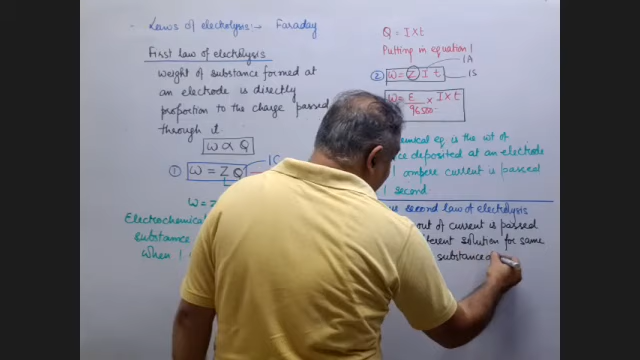 Laws of electrolysis:→ Faraday
First law of electrolysis
weight of substance formed at
an electrode is directly
proportion to the charge passed
through it
W ∝ Q
① W = Z Q
1C
W = Z
Electrochemical
substance
when 1
Q = I × t
Putting in equation 1
1A
② W = Z I t
1S
W = E/96500 × I × t
chemical eq is the wt of
deposited at an electrode
1 ampere current is passed
1 second
second law of electrolysis
of current is passed
solution for same
substance